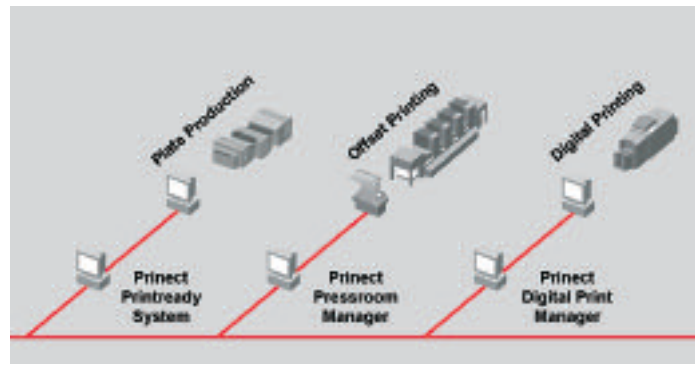 Plate Production
Offset Printing
Digital Printing
Prinect
Printready
System
Prinect
Pressroom
Manager
Prinect
Digital Print
Manager